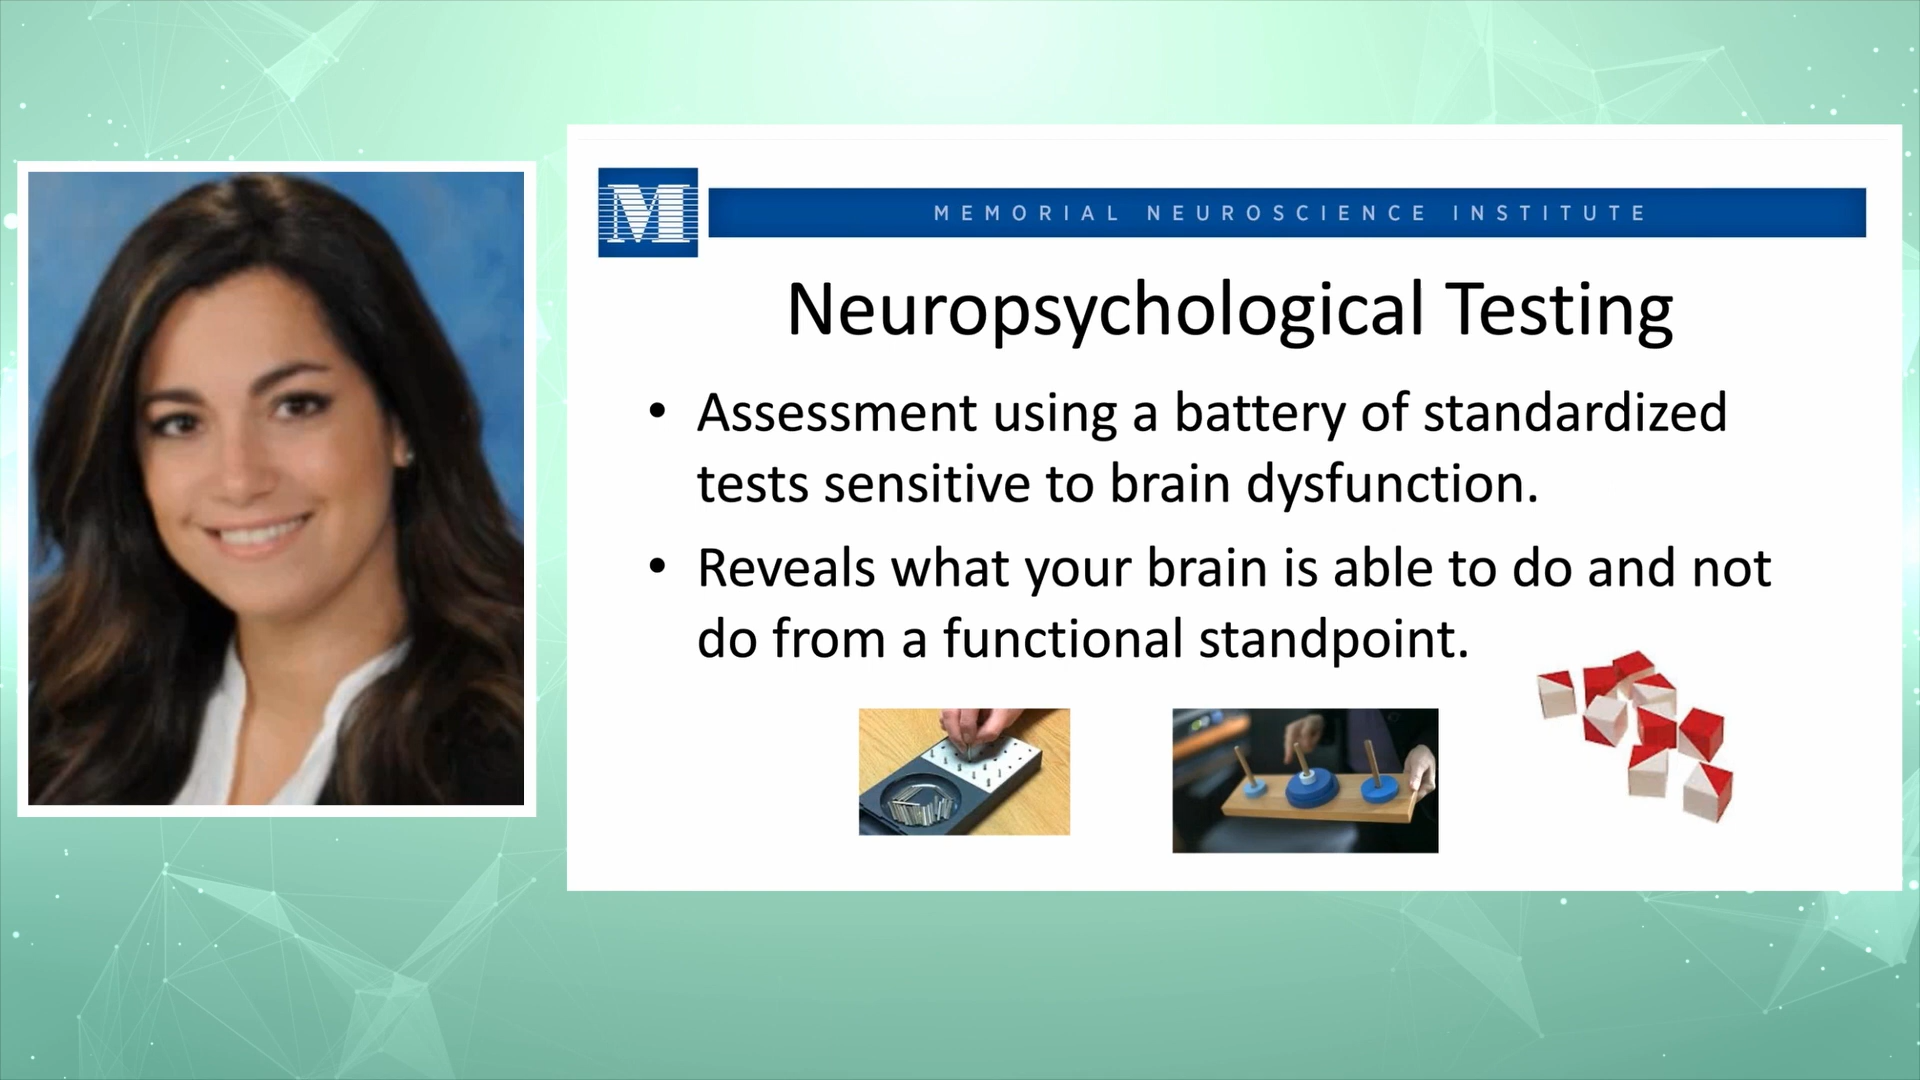 M
MEMORIAL NEUROSCIENCE INSTITUTE
Neuropsychological Testing
• Assessment using a battery of standardized
tests sensitive to brain dysfunction.
• Reveals what your brain is able to do and not
do from a functional standpoint.